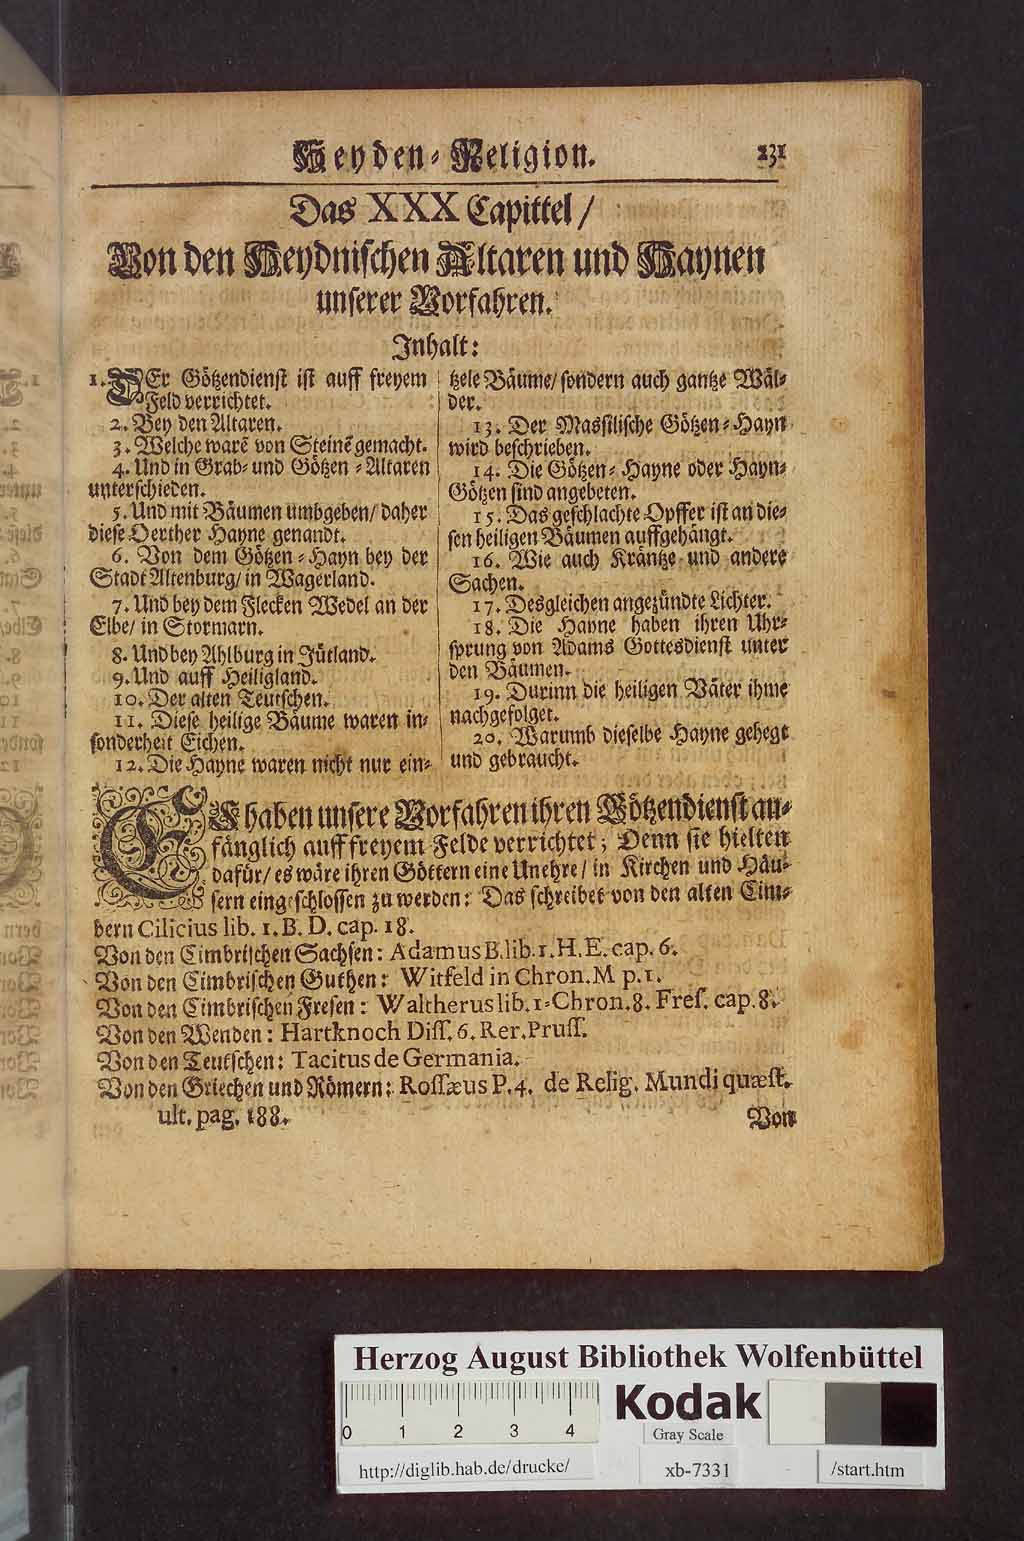 Heyden-Religion. 231
Das XXX Capittel/
Von den Heydnischen Altaren und Haynen
unserer Vorfahren.
Inhalt:
1. DEr Götzendienst ist auff freyem
Feld verrichtet.
2. Bey den Altaren.
3. Welche warē von Steinē gemacht.
4. Und in Grab- und Götzen-Altaren
unterschieden.
5. Und mit Bäumen umbgeben/ daher
diese Oerther Hayne genandt.
6. Von dem Götzen-Hayn bey der
Stadt Altenburg/ in Wagerland.
7. Und bey dem Flecken Wedel an der
Elbe/ in Stormarn.
8. Und bey Ahlburg in Jütland.
9. Und auff Heiligland.
10. Der alten Teutschen.
11. Diese heilige Bäume waren in-
sonderheit Eichen.
12. Die Hayne waren nicht nur ein-
tzele Bäume/ sondern auch gantze Wäl-
der.
13. Der Massilische Götzen-Hayn
wird beschrieben.
14. Die Götzen-Hayne oder Hayn-
Götzen sind angebeten.
15. Das geschlachte Opffer ist an die-
sen heiligen Bäumen auffgehängt.
16. Wie auch Kräntze und andere
Sachen.
17. Desgleichen angezündte Lichter.
18. Die Hayne haben ihren Uhr-
sprung von Adams Gottesdienst unter
den Bäumen.
19. Durinn die heiligen Väter ihme
nachgefolget.
20. Warumb dieselbe Hayne gehegt
und gebraucht.
ES haben unsere Vorfahren ihren Götzendienst an-
fänglich auff freyem Felde verrichtet; Denn sie hielten
dafür/ es wäre ihren Göttern eine Unehre/ in Kirchen und Häu-
sern eingeschlossen zu werden: Das schreibet von den alten Cim-
bern Cilicius lib. 1. B. D. cap. 18.
Von den Cimbrischen Sachsen: Adamus B. lib. 1. H. E. cap. 6.
Von den Cimbrischen Guthen: Witfeld in Chron. M p. 1.
Von den Cimbrischen Fresen: Waltherus lib. 1. Chron. 8. Fres. cap. 8.
Von den Wenden: Hartknoch Diss. 6. Rer. Pruss.
Von den Teutschen: Tacitus de Germania.
Von den Griechen und Römern: Rossæus P. 4. de Relig. Mundi quæst.
ult. pag. 188.
Von
Herzog August Bibliothek Wolfenbüttel
0 1 2 3 4
Kodak
Gray Scale
http://diglib.hab.de/drucke/
xb-7331
/start.htm